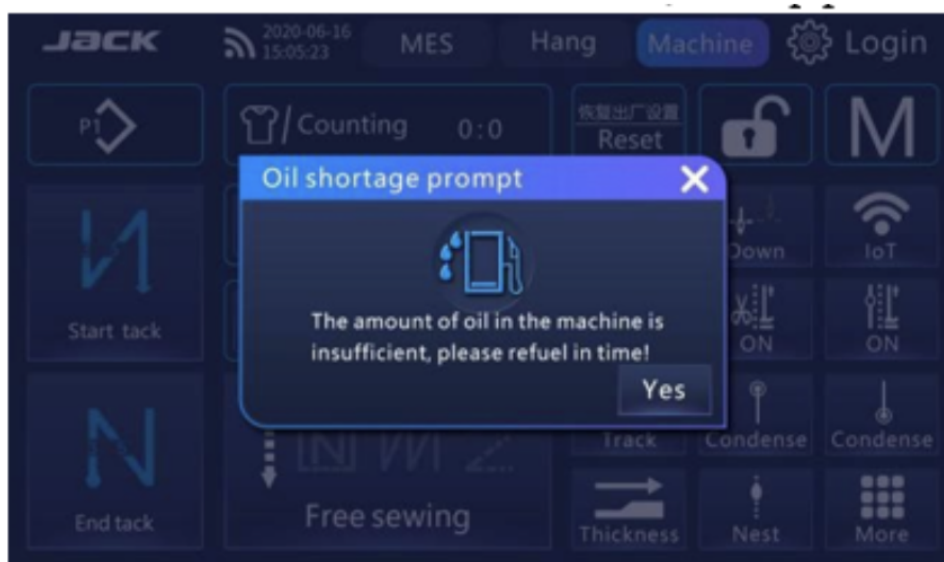 JACK
2020-06-16
15:05:23
MES
Hang
Machine
Login
P1
/Counting 0:0
恢复出厂设置
Reset
M
Oil shortage prompt
Down
IoT
The amount of oil in the machine is
insufficient, please refuel in time!
Start tack
ON
ON
Yes
Track
Condense
Condense
End tack
Free sewing
Thickness
Nest
More